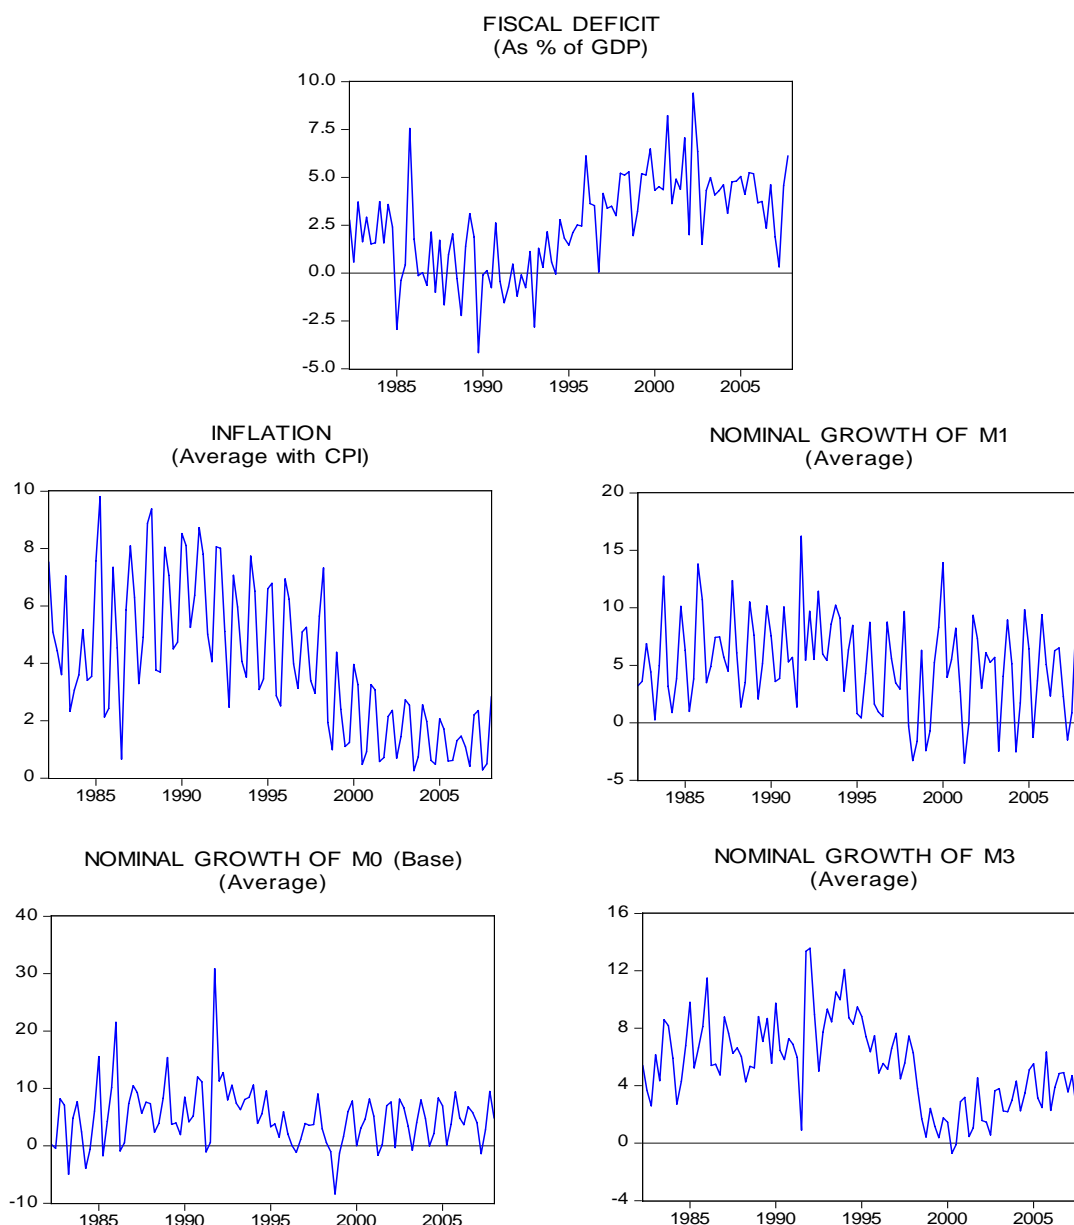 FISCAL DEFICIT
(As % of GDP)
10.0
7.5
5.0
2.5
0.0
-2.5
-5.0
1985 1990 1995 2000 2005
INFLATION
(Average with CPI)
10
8
6
4
2
0
1985 1990 1995 2000 2005
NOMINAL GROWTH OF M1
(Average)
20
15
10
5
0
-5
1985 1990 1995 2000 2005
NOMINAL GROWTH OF M0 (Base)
(Average)
40
30
20
10
0
-10
1985 1990 1995 2000 2005
NOMINAL GROWTH OF M3
(Average)
16
12
8
4
0
-4
1985 1990 1995 2000 2005